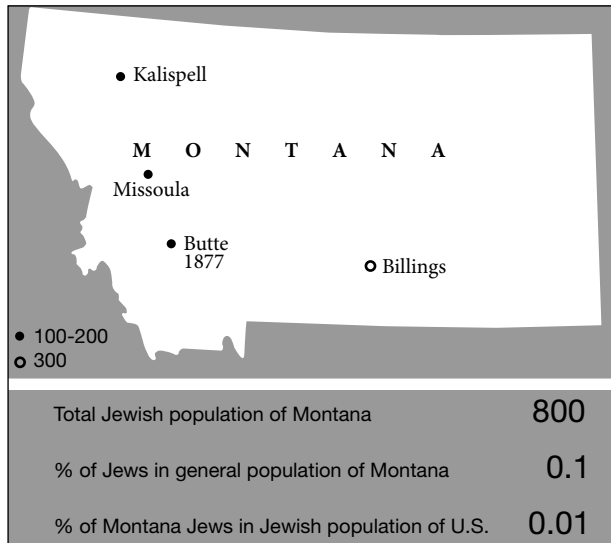 Kalispell
M O N T A N A
Missoula
Butte
1877
Billings
100-200
300
Total Jewish population of Montana 800
% of Jews in general population of Montana 0.1
% of Montana Jews in Jewish population of U.S. 0.01